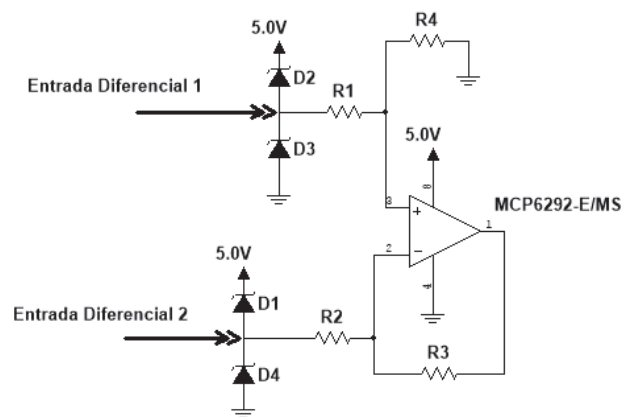 5.0V
R4
D2
Entrada Diferencial 1
R1
5.0V
D3
8
MCP6292-E/MS
3
+
1
2
-
5.0V
4
D1
Entrada Diferencial 2
R2
R3
D4